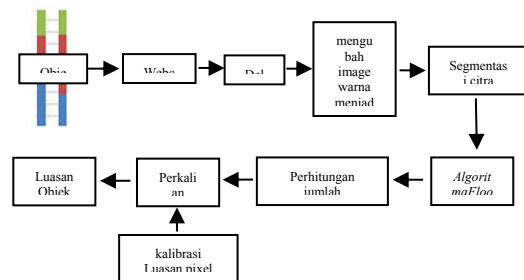 Obje
Webc
Del
mengu
bah
image
warna
menjad
Segmentas
i citra
Algorit
maFloo
Perhitungan
jumlah
Perkali
an
Luasan
Objek
kalibrasi
Luasan pixel